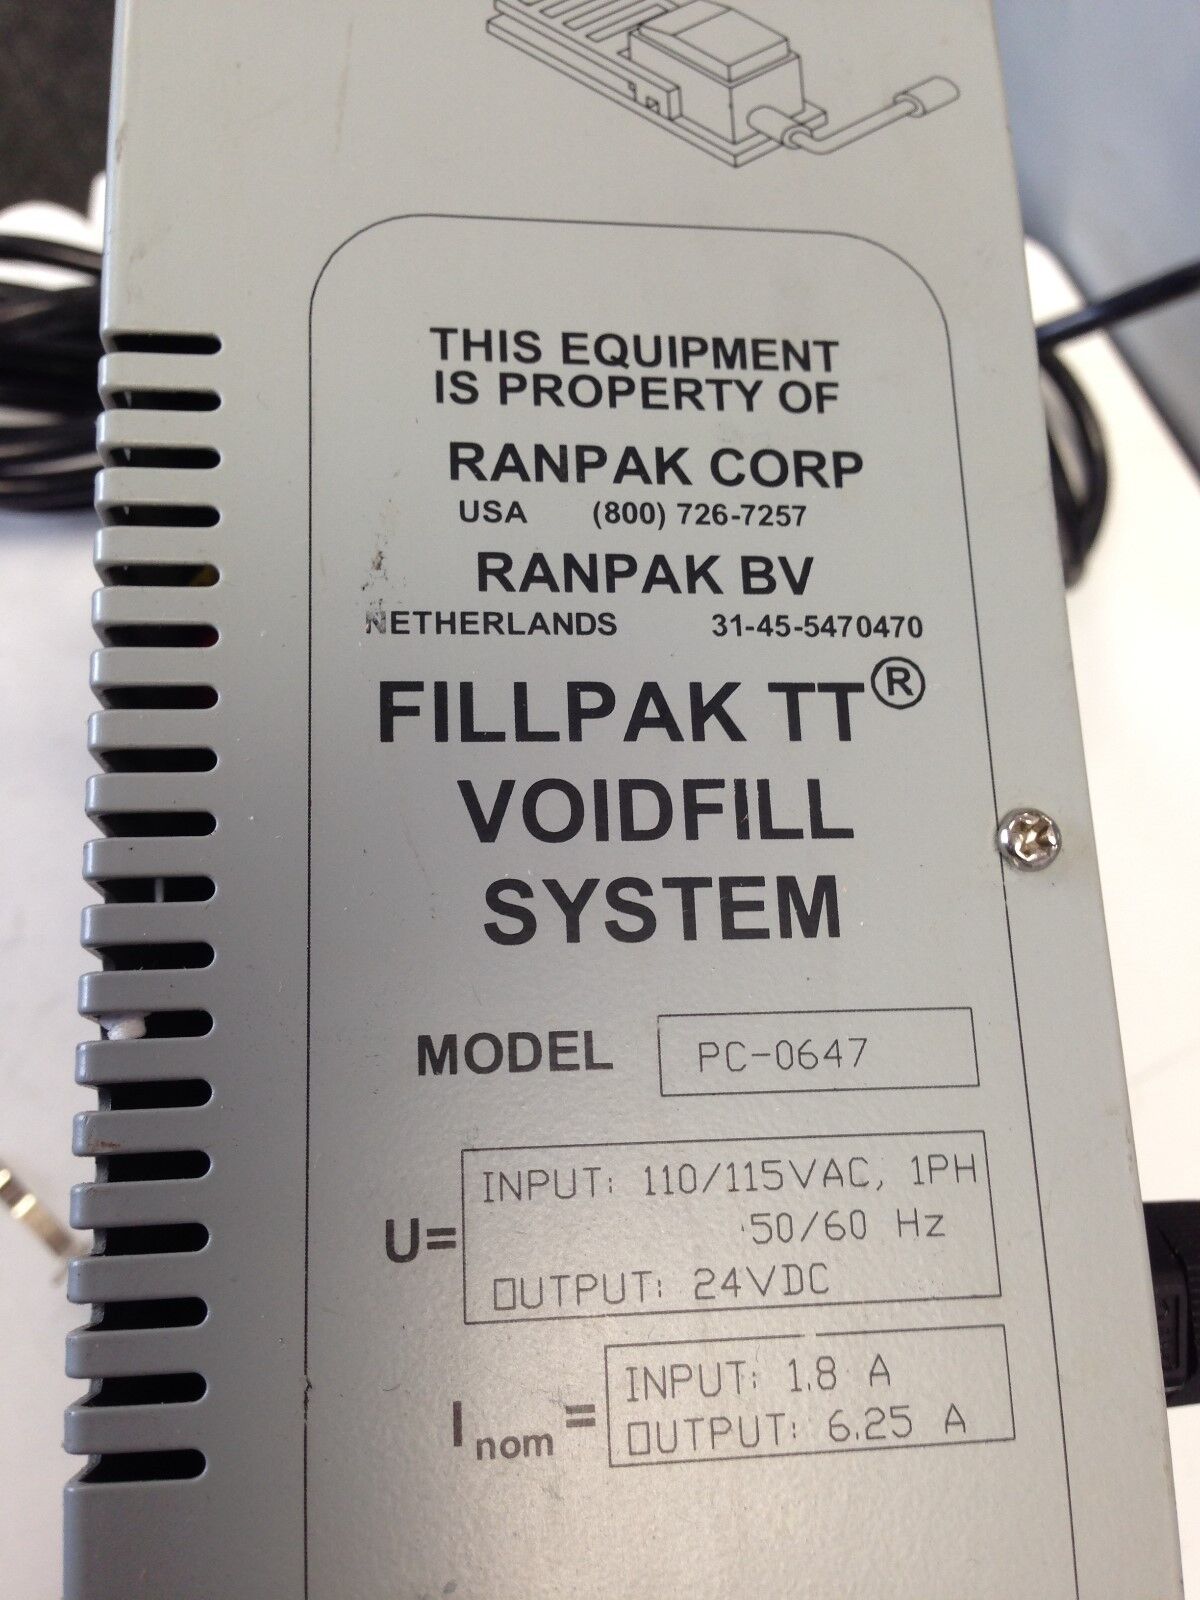 THIS EQUIPMENT
IS PROPERTY OF
RANPAK CORP
USA (800) 726-7257
RANPAK BV
NETHERLANDS 31-45-5470470
FILLPAK TT®
VOIDFILL
SYSTEM
MODEL PC-0647
U= INPUT: 110/115VAC, 1PH
50/60 Hz
OUTPUT: 24VDC
Inom = INPUT: 1.8 A
OUTPUT: 6.25 A